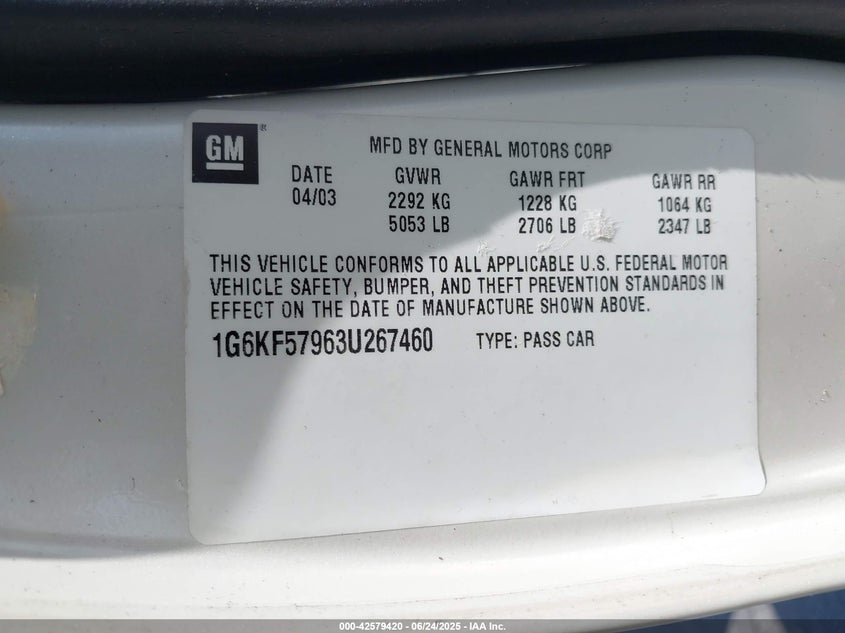 GM
MFD BY GENERAL MOTORS CORP
DATE GVWR GAWR FRT GAWR RR
04/03 2292 KG 1228 KG 1064 KG
5053 LB 2706 LB 2347 LB
THIS VEHICLE CONFORMS TO ALL APPLICABLE U.S. FEDERAL MOTOR
VEHICLE SAFETY, BUMPER, AND THEFT PREVENTION STANDARDS IN
EFFECT ON THE DATE OF MANUFACTURE SHOWN ABOVE.
1G6KF57963U267460 TYPE: PASS CAR
000-42579420 - 06/24/2025 - IAA Inc.